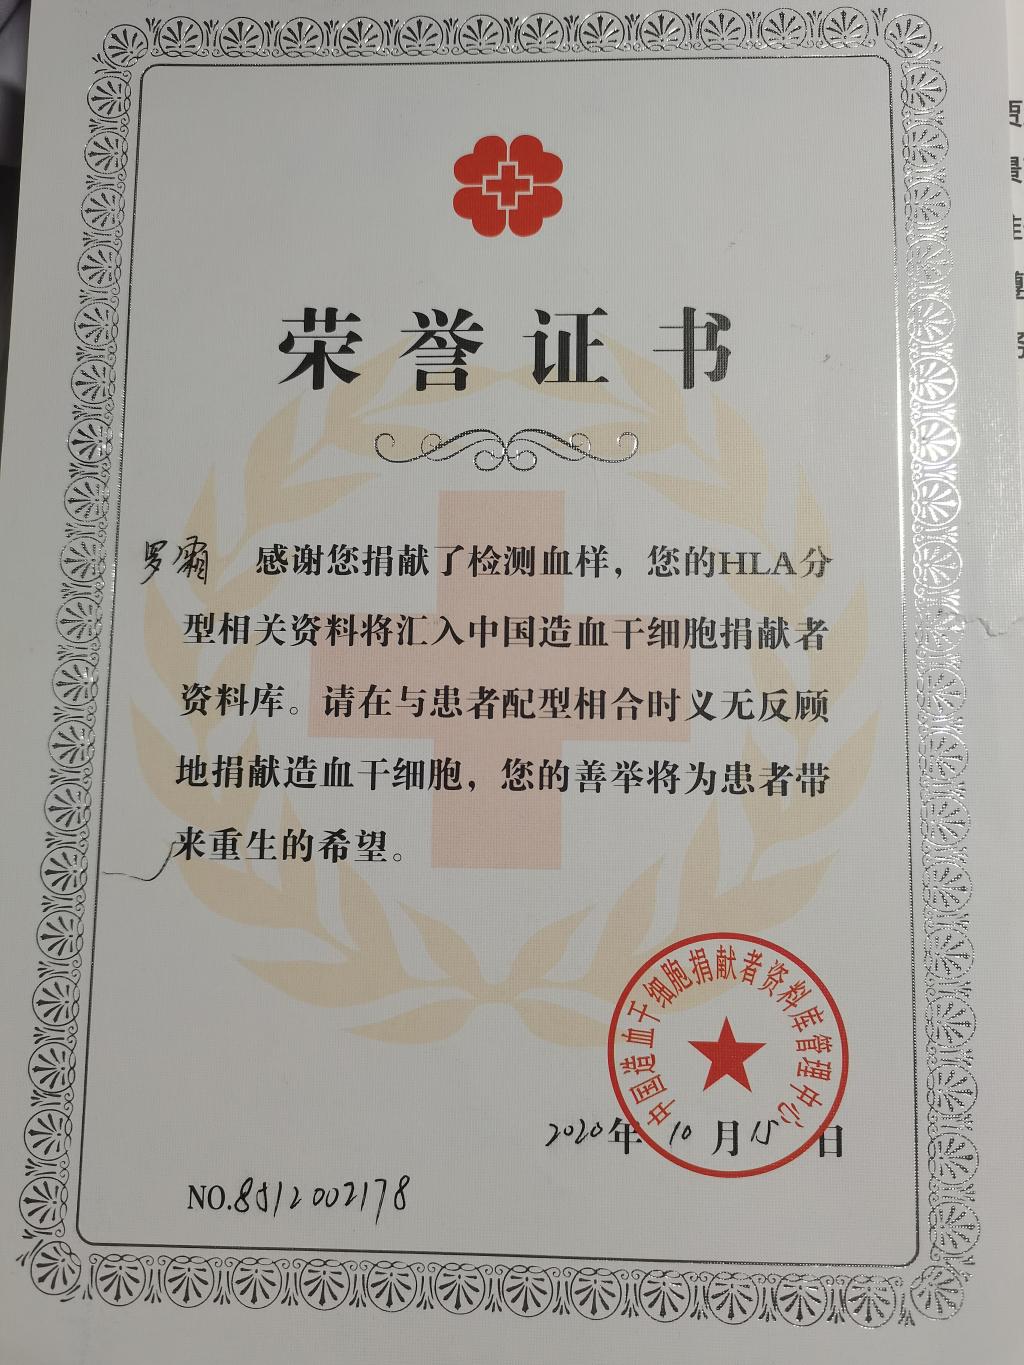 荣誉证书
罗霜 感谢您捐献了检测血样，您的HLA分
型相关资料将汇入中国造血干细胞捐献者
资料库。请在与患者配型相合时义无反顾
地捐献造血干细胞，您的善举将为患者带
来重生的希望。
中国造血干细胞捐献者资料库管理中心
2020年10月15日
NO.8512002178